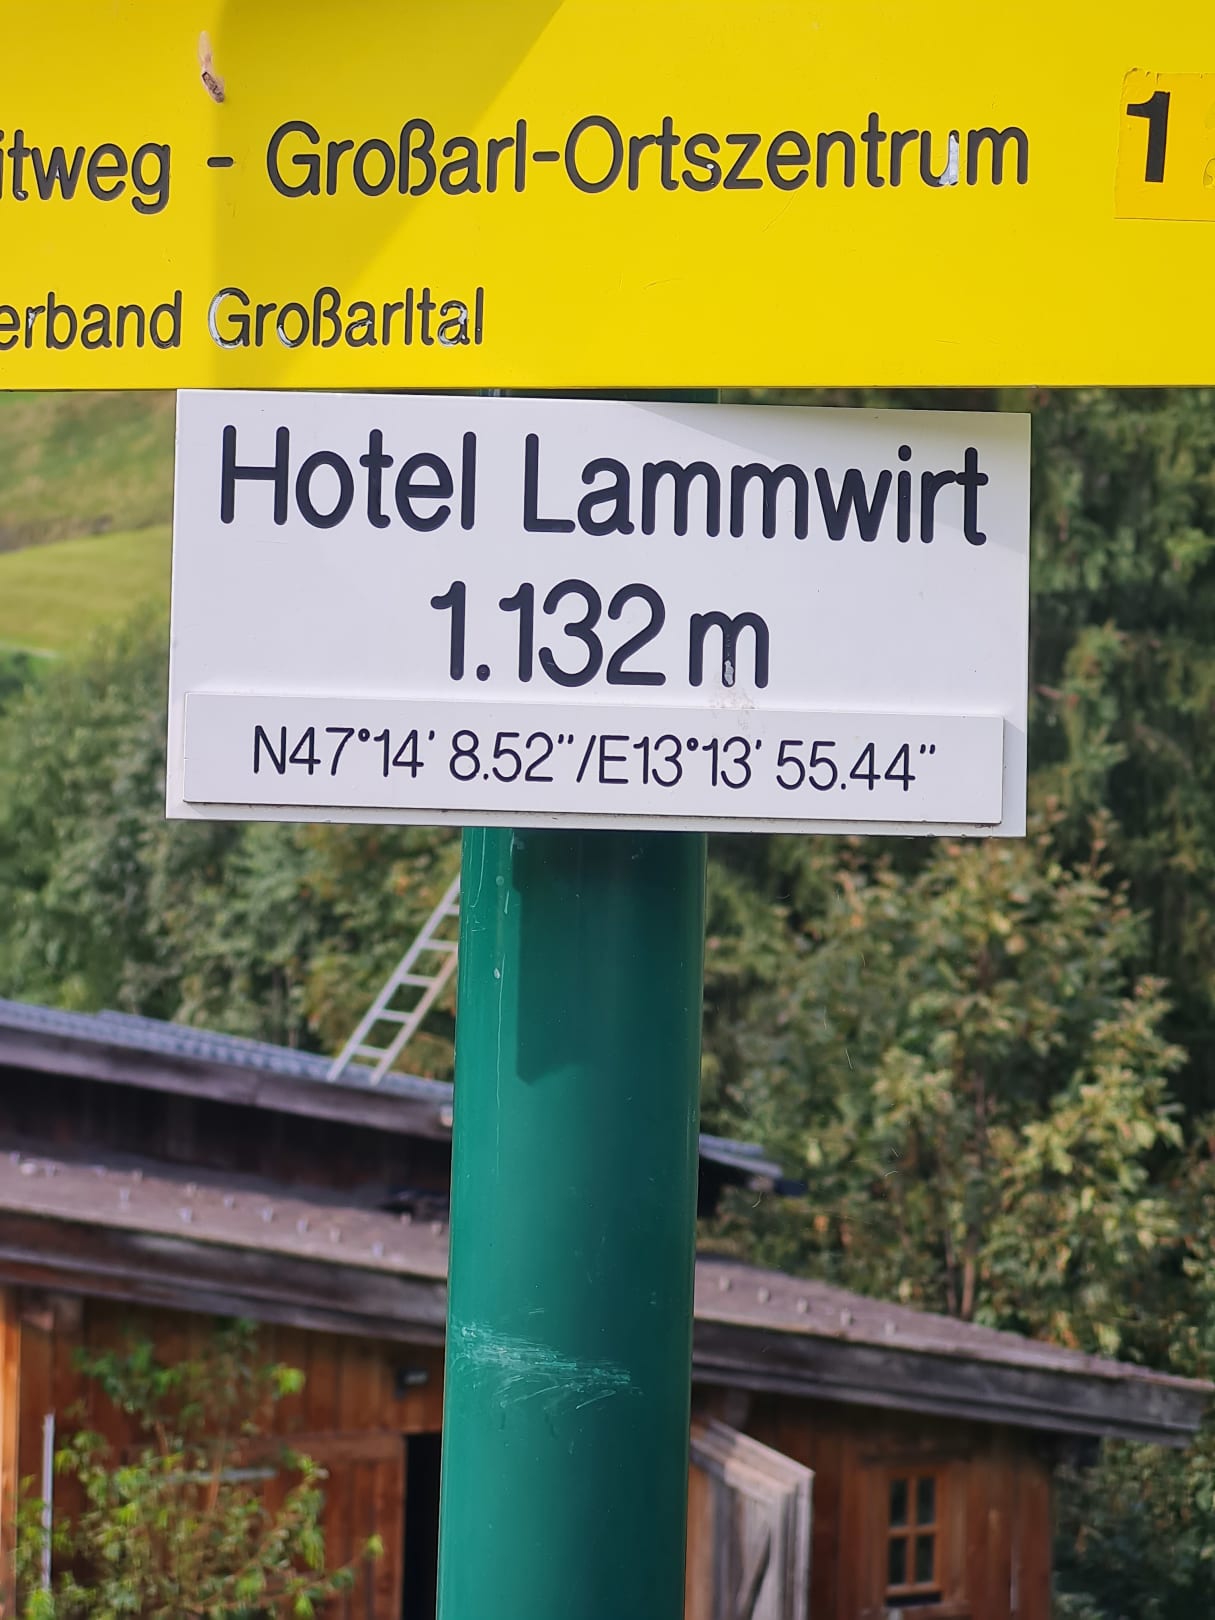 itweg - Großarl-Ortszentrum 1
erband Großarltal
Hotel Lammwirt
1.132 m
N47°14' 8.52"/E13°13' 55.44"